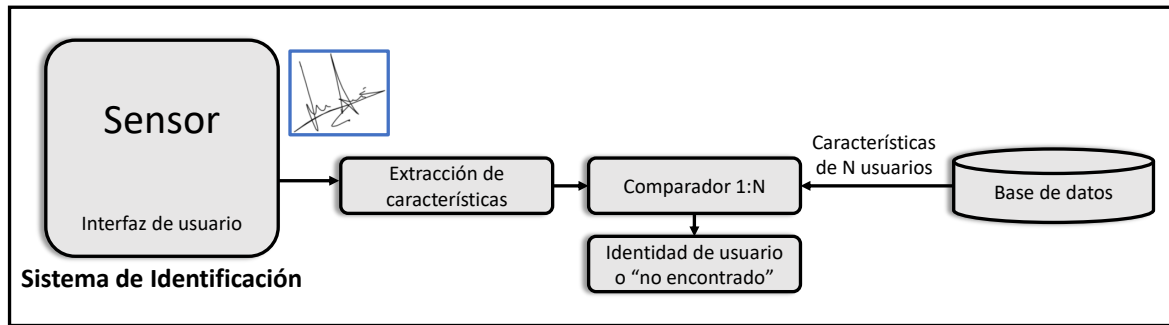 Sensor
Interfaz de usuario
Sistema de Identificación
Extracción de
características
Comparador 1:N
Identidad de usuario
o “no encontrado”
Características
de N usuarios
Base de datos